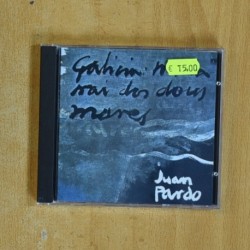 Galicia
nai dos dous
mares
€ 15,00
Juan
Pardo